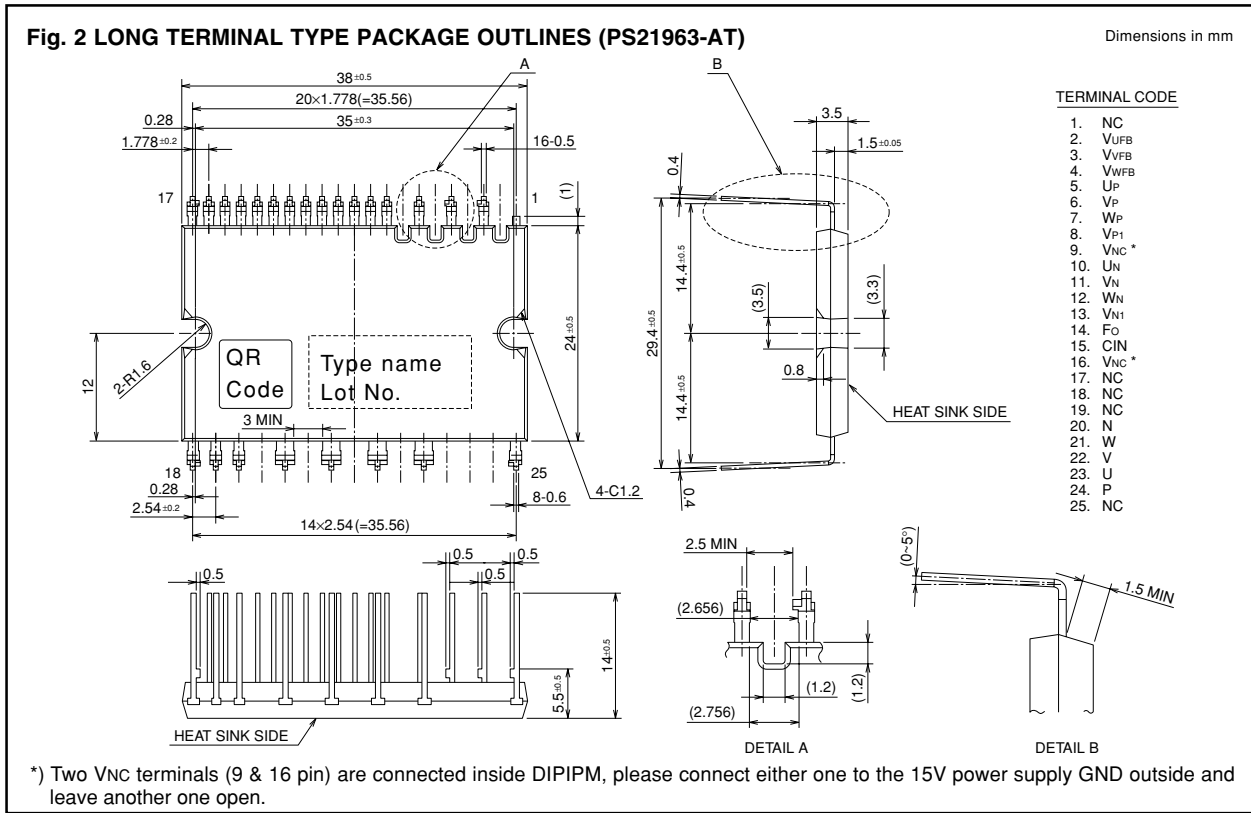 Fig. 2 LONG TERMINAL TYPE PACKAGE OUTLINES (PS21963-AT)
Dimensions in mm
A
B
38±0.5
20×1.778(=35.56)
35±0.3
0.28
1.778±0.2
16-0.5
17
1
(1)
24±0.5
12
2-R1.6
QR
Code
Type name
Lot No.
3 MIN
18
25
0.28
2.54±0.2
14×2.54(=35.56)
4-C1.2
8-0.6
3.5
1.5±0.05
0.4
14.4±0.5
29.4±0.5
(3.5)
(3.3)
0.8
14.4±0.5
0.4
HEAT SINK SIDE
TERMINAL CODE
1. NC
2. VUFB
3. VVFB
4. VWFB
5. UP
6. VP
7. WP
8. VP1
9. VNC *
10. UN
11. VN
12. WN
13. VN1
14. FO
15. CIN
16. VNC *
17. NC
18. NC
19. NC
20. N
21. W
22. V
23. U
24. P
25. NC
0.5
0.5
0.5
0.5
14±0.5
5.5±0.5
HEAT SINK SIDE
2.5 MIN
(2.656)
(1.2)
(1.2)
(2.756)
DETAIL A
(0~5°)
1.5 MIN
DETAIL B
*) Two VNC terminals (9 & 16 pin) are connected inside DIPIPM, please connect either one to the 15V power supply GND outside and
leave another one open.